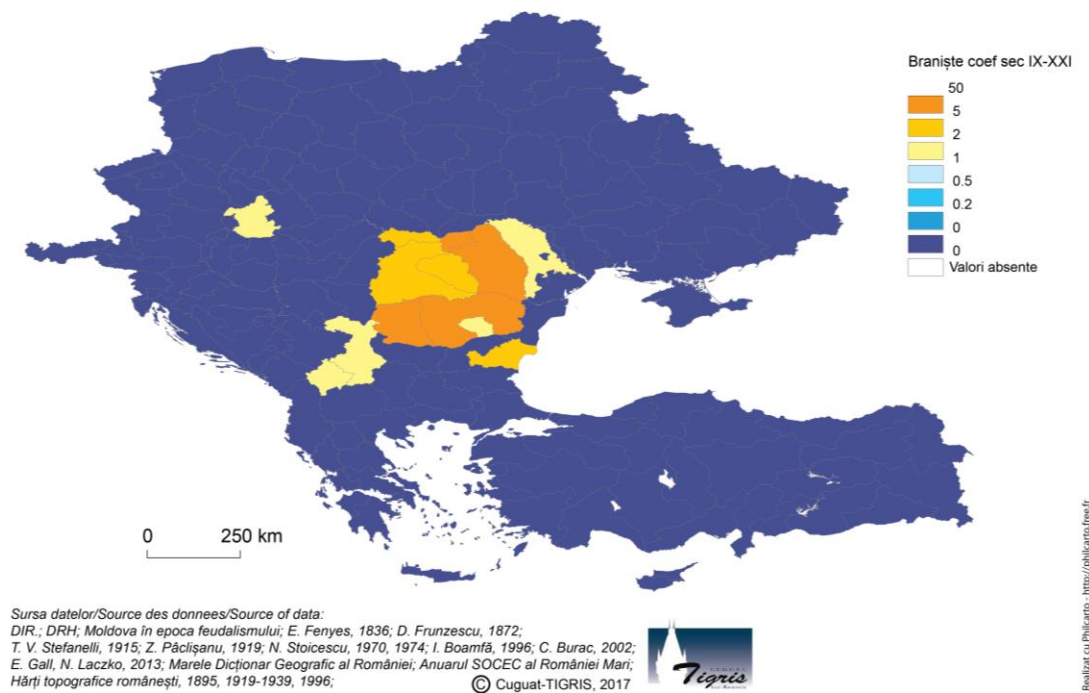 Braniște coef sec IX-XXI
50
5
2
1
0.5
0.2
0
0
Valori absente
0 250 km
Sursa datelor/Source des donnees/Source of data:
DIR.; DRH; Moldova în epoca feudalismului; E. Fenyes, 1836; D. Frunzescu, 1872;
T. V. Stefanelli, 1915; Z. Pâclișanu, 1919; N. Stoicescu, 1970, 1974; I. Boamfă, 1996; C. Burac, 2002;
E. Gall, N. Laczko, 2013; Marele Dicționar Geografic al României; Anuarul SOCEC al României Mari;
Hărți topografice românești, 1895, 1919-1939, 1996;
© Cuguat-TIGRIS, 2017
CUGUAT
Tigris
Realizat cu Philcarto - http://philcarto.free.fr